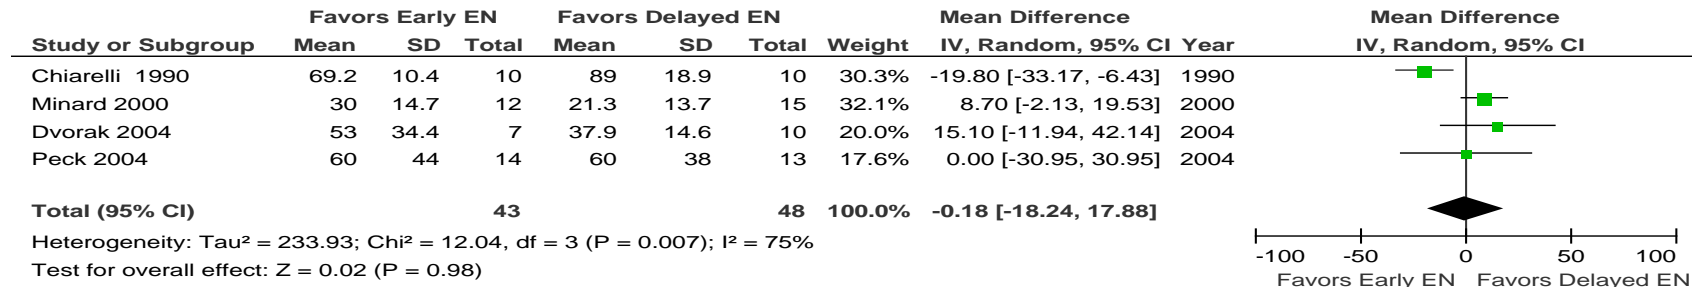 Favors Early EN Favors Delayed EN Mean Difference Mean Difference
Study or Subgroup Mean SD Total Mean SD Total Weight IV, Random, 95% CI Year IV, Random, 95% CI
Chiarelli 1990 69.2 10.4 10 89 18.9 10 30.3% -19.80 [-33.17, -6.43] 1990
Minard 2000 30 14.7 12 21.3 13.7 15 32.1% 8.70 [-2.13, 19.53] 2000
Dvorak 2004 53 34.4 7 37.9 14.6 10 20.0% 15.10 [-11.94, 42.14] 2004
Peck 2004 60 44 14 60 38 13 17.6% 0.00 [-30.95, 30.95] 2004
Total (95% CI) 43 48 100.0% -0.18 [-18.24, 17.88]
Heterogeneity: Tau² = 233.93; Chi² = 12.04, df = 3 (P = 0.007); I² = 75%
Test for overall effect: Z = 0.02 (P = 0.98)
-100 -50 0 50 100
Favors Early EN Favors Delayed EN